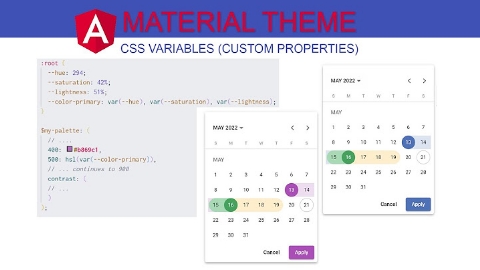 A
MATERIAL THEME
CSS VARIABLES (CUSTOM PROPERTIES)
:root {
--hue: 294;
--saturation: 42%;
--lightness: 51%;
--color-primary: var(--hue), var(--saturation), var(--lightness);
}
$my-palette: (
// ....
400: #b869c1,
500: hsl(var(--color-primary)),
// ... continues to 900
contrast: (
// ...
)
);
MAY 2022
S M T W T F S
MAY
1 2 3 4 5 6 7
8 9 10 11 12 13 14
15 16 17 18 19 20 21
22 23 24 25 26 27 28
29 30 31
Cancel Apply
MAY 2022
S M T W T F S
MAY
1 2 3 4 5 6 7
8 9 10 11 12 13 14
15 16 17 18 19 20 21
22 23 24 25 26 27 28
29 30 31
Cancel Apply